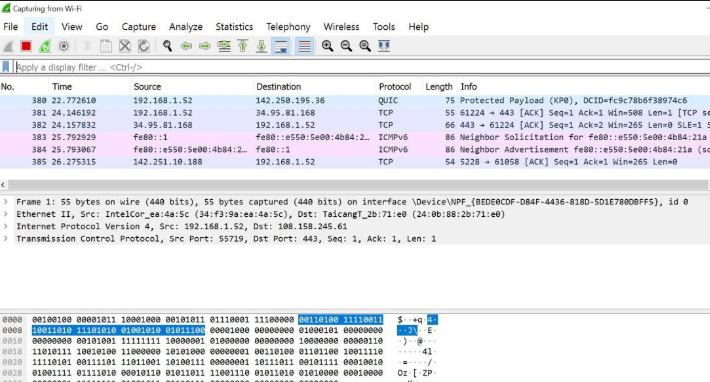 Capturing from Wi-Fi
File Edit View Go Capture Analyze Statistics Telephony Wireless Tools Help
Apply a display filter ... <Ctrl-/>
No. Time Source Destination Protocol Length Info
380 22.772610 192.168.1.52 142.250.195.36 QUIC 75 Protected Payload (KP0), DCID=fc9c78b6f38974c6
381 24.146192 192.168.1.52 34.95.81.168 TCP 55 61224 → 443 [ACK] Seq=1 Ack=1 Win=508 Len=1 [TCP se
382 24.157832 34.95.81.168 192.168.1.52 TCP 66 443 → 61224 [ACK] Seq=1 Ack=2 Win=265 Len=0 SLE=1 S
383 25.792929 fe80::1 fe80::e550:5e00:4b84:2… ICMPv6 86 Neighbor Solicitation for fe80::e550:5e00:4b84:21a
384 25.793067 fe80::e550:5e00:4b84:2… fe80::1 ICMPv6 86 Neighbor Advertisement fe80::e550:5e00:4b84:21a (so
385 26.275315 142.251.10.188 192.168.1.52 TCP 54 5228 → 61058 [ACK] Seq=1 Ack=1 Win=265 Len=0
Frame 1: 55 bytes on wire (440 bits), 55 bytes captured (440 bits) on interface \Device\NPF_{BEDE0CDF-D84F-4436-818D-5D1E780DBFF5}, id 0
Ethernet II, Src: IntelCor_ea:4a:5c (34:f3:9a:ea:4a:5c), Dst: TaicangT_2b:71:e0 (24:0b:88:2b:71:e0)
Internet Protocol Version 4, Src: 192.168.1.52, Dst: 108.158.245.61
Transmission Control Protocol, Src Port: 55719, Dst Port: 443, Seq: 1, Ack: 1, Len: 1
0000 00100100 00001011 10001000 00101011 01110001 11100000 00110100 11110011 $··+q·4·
0008 10011010 11101010 01001010 01011100 00001000 00000000 01000101 00000000 ··J\··E·
0010 00000000 00101001 11111111 10000001 01000000 00000000 10000000 00000110 ·)··@···
0018 11010111 10010100 11000000 10101000 00000001 00110100 01101100 10011110 ······4l·
0020 11110101 00111101 11011001 10100111 00000001 10111011 00101111 00010010
0028 01001111 01111010 00010110 01011011 11001100 01011010 01010000 00010000 Oz·[·ZP·